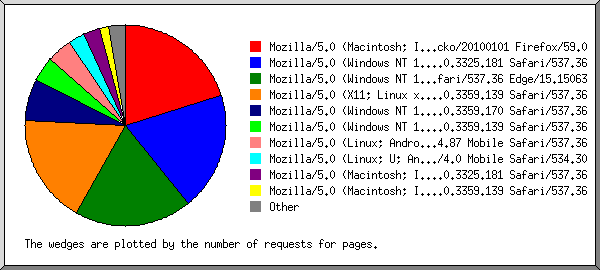 Mozilla/5.0 (Macintosh; I...cko/20100101 Firefox/59.0
Mozilla/5.0 (Windows NT 1....0.3325.181 Safari/537.36
Mozilla/5.0 (Windows NT 1...fari/537.36 Edge/15.15063
Mozilla/5.0 (X11; Linux x....0.3359.139 Safari/537.36
Mozilla/5.0 (Windows NT 1....0.3359.170 Safari/537.36
Mozilla/5.0 (Windows NT 1....0.3359.139 Safari/537.36
Mozilla/5.0 (Linux; Andro...4.87 Mobile Safari/537.36
Mozilla/5.0 (Linux; U; An.../4.0 Mobile Safari/534.30
Mozilla/5.0 (Macintosh; I....0.3325.181 Safari/537.36
Mozilla/5.0 (Macintosh; I....0.3359.139 Safari/537.36
Other
The wedges are plotted by the number of requests for pages.